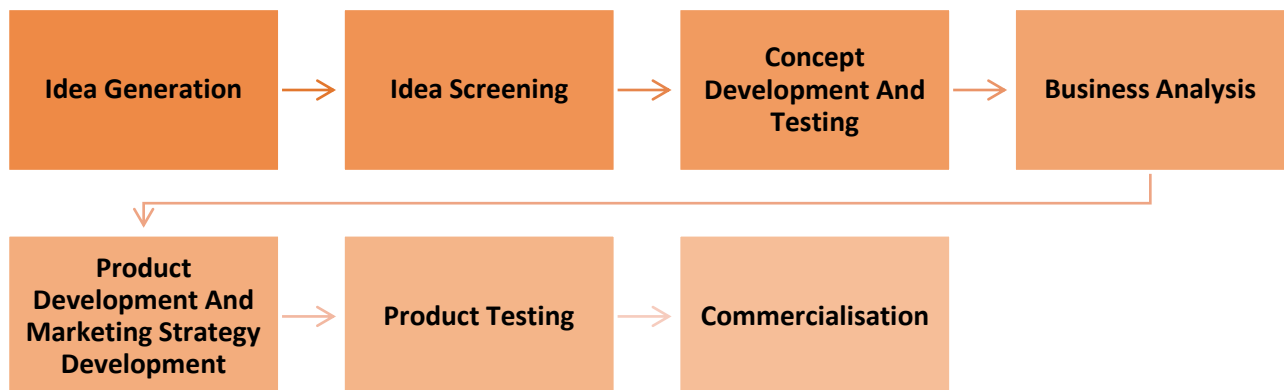 Idea Generation
Idea Screening
Concept
Development And
Testing
Business Analysis
Product
Development And
Marketing Strategy
Development
Product Testing
Commercialisation